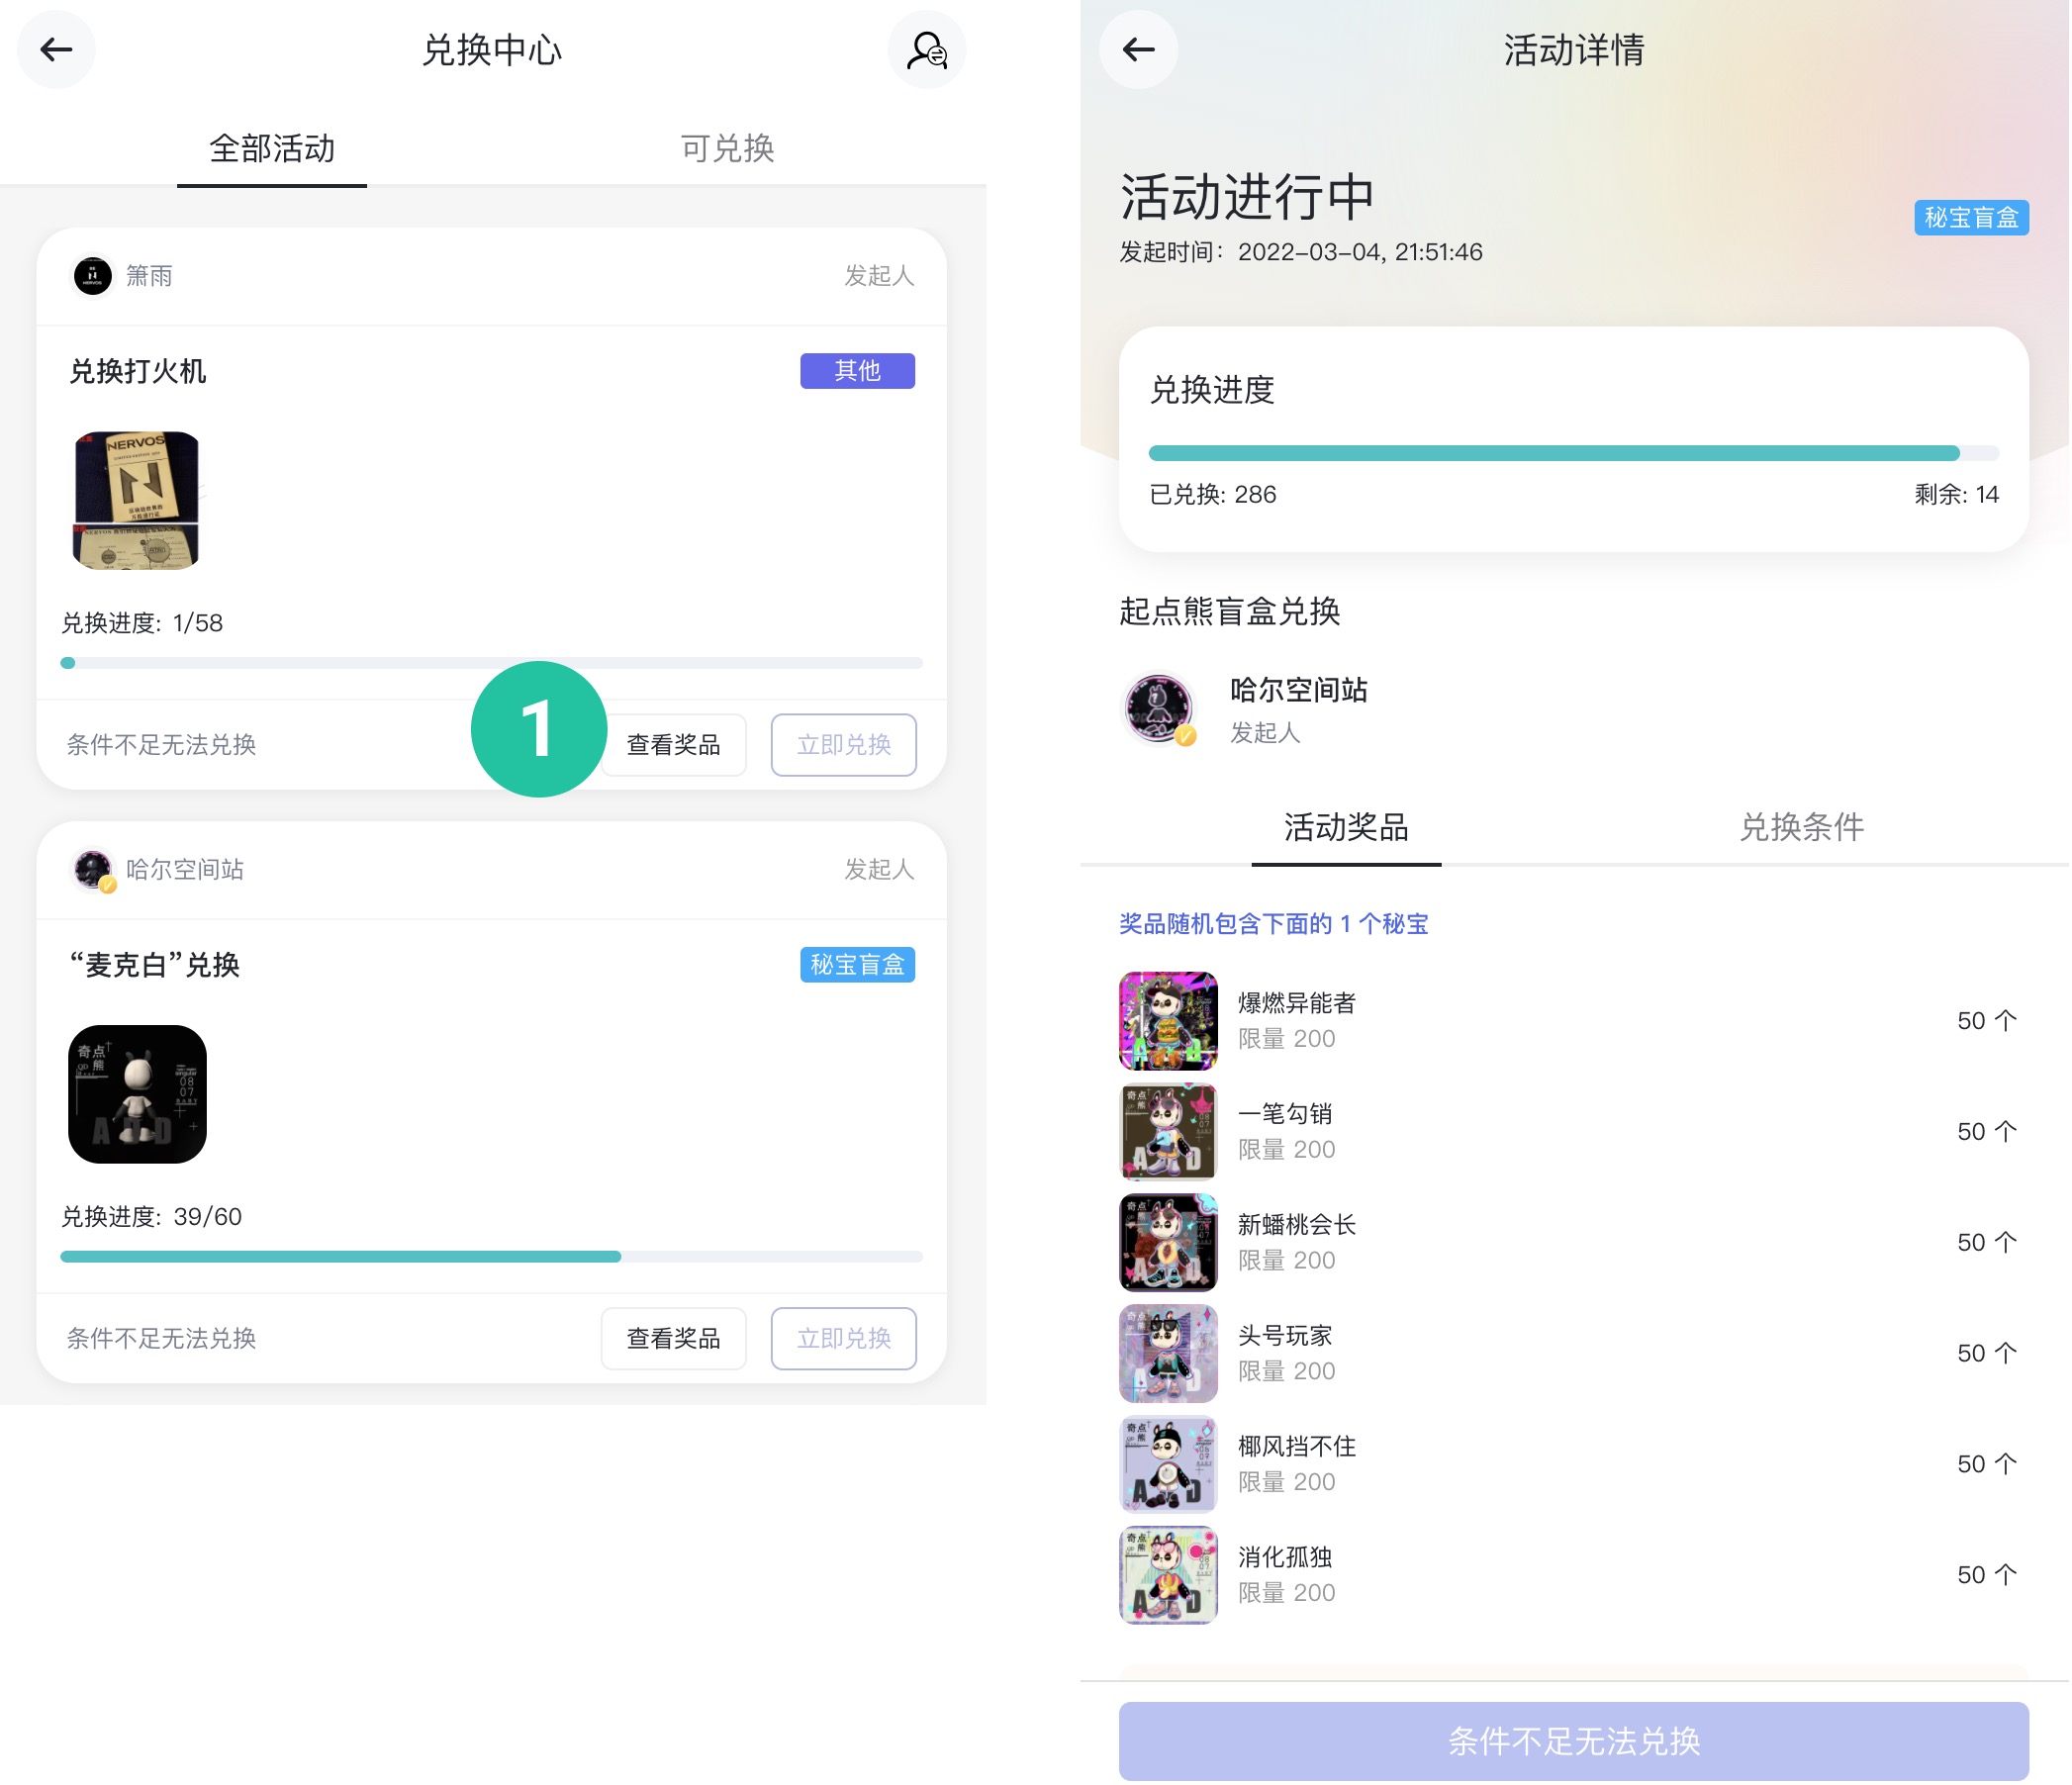 兑换中心
全部活动
可兑换
箫雨
发起人
兑换打火机
其他
NERVOS
兑换进度: 1/58
1
条件不足无法兑换
查看奖品
立即兑换
哈尔空间站
发起人
“麦克白”兑换
秘宝盲盒
奇点熊
兑换进度: 39/60
条件不足无法兑换
查看奖品
立即兑换
活动详情
活动进行中
秘宝盲盒
发起时间：2022-03-04, 21:51:46
兑换进度
已兑换: 286
剩余: 14
起点熊盲盒兑换
哈尔空间站
发起人
活动奖品
兑换条件
奖品随机包含下面的 1 个秘宝
爆燃异能者
限量 200
50 个
一笔勾销
限量 200
50 个
新蟠桃会长
限量 200
50 个
头号玩家
限量 200
50 个
椰风挡不住
限量 200
50 个
消化孤独
限量 200
50 个
条件不足无法兑换